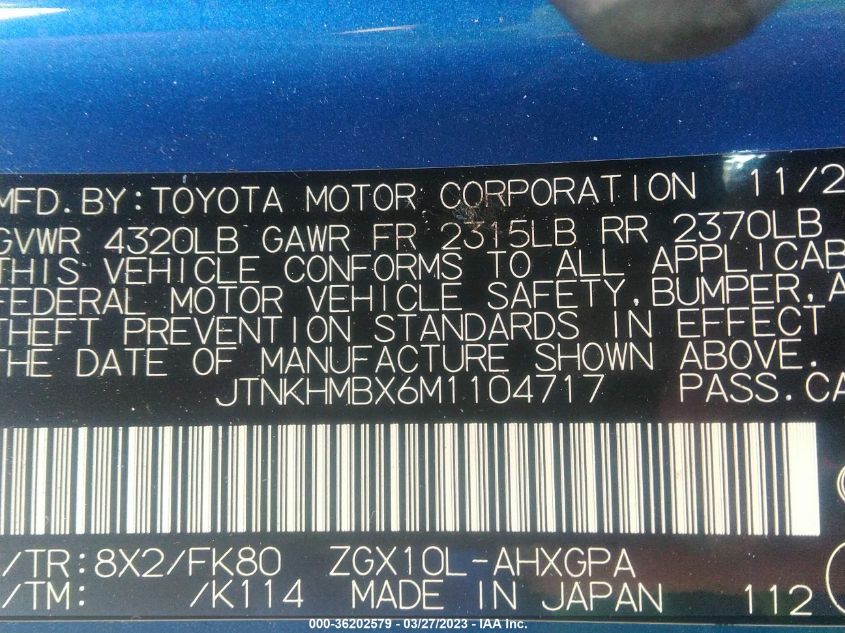 MFD. BY: TOYOTA MOTOR CORPORATION 11/2
GVWR 4320LB GAWR FR 2315LB RR 2370LB
THIS VEHICLE CONFORMS TO ALL APPLICAB
FEDERAL MOTOR VEHICLE SAFETY, BUMPER, A
THEFT PREVENTION STANDARDS IN EFFECT
THE DATE OF MANUFACTURE SHOWN ABOVE.
JTNKHMBX6M1104717 PASS. CA
/TR: 8X2/FK80 ZGX10L-AHXGPA
/TM: /K114 MADE IN JAPAN 112
000-36202579 - 03/27/2023 - IAA Inc.